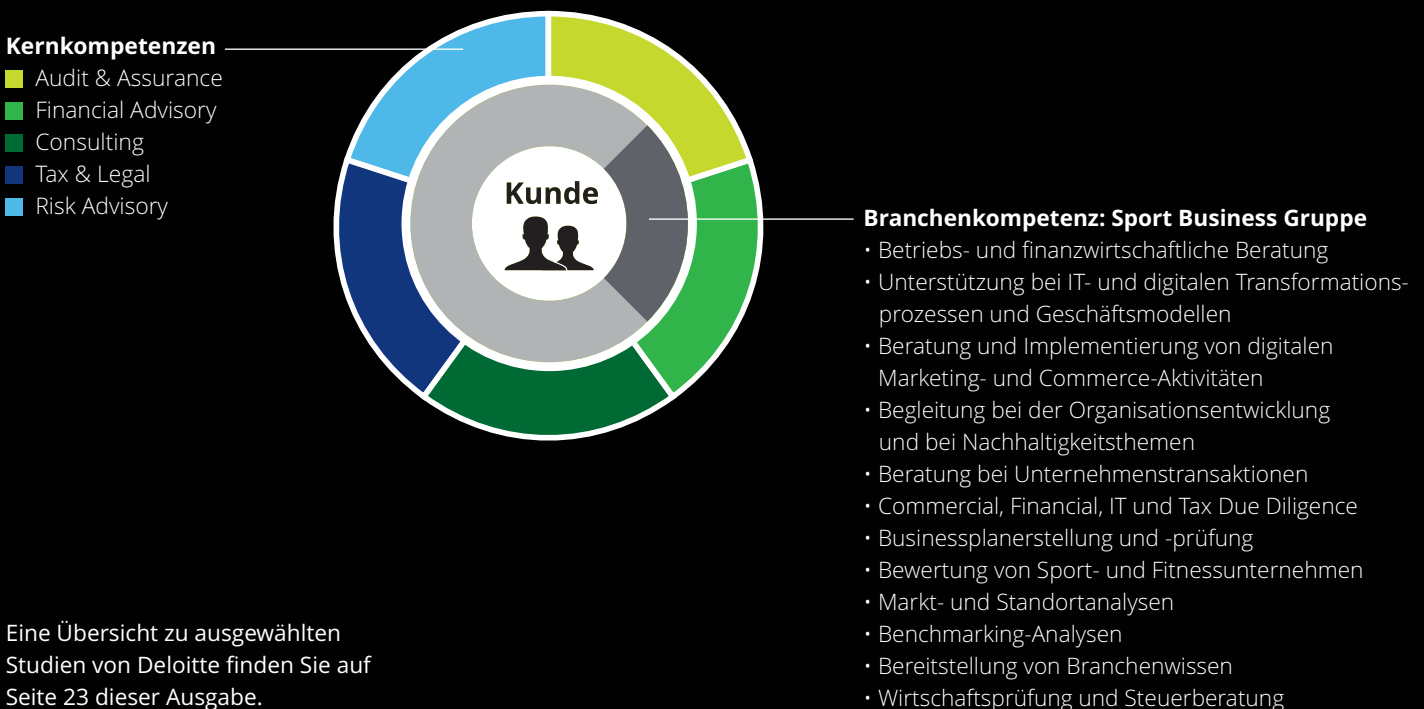 Kernkompetenzen
Audit & Assurance
Financial Advisory
Consulting
Tax & Legal
Risk Advisory
Kunde
Branchenkompetenz: Sport Business Gruppe
· Betriebs- und finanzwirtschaftliche Beratung
· Unterstützung bei IT- und digitalen Transformations-
prozessen und Geschäftsmodellen
· Beratung und Implementierung von digitalen
Marketing- und Commerce-Aktivitäten
· Begleitung bei der Organisationsentwicklung
und bei Nachhaltigkeitsthemen
· Beratung bei Unternehmenstransaktionen
· Commercial, Financial, IT und Tax Due Diligence
· Businessplanerstellung und -prüfung
· Bewertung von Sport- und Fitnessunternehmen
· Markt- und Standortanalysen
· Benchmarking-Analysen
· Bereitstellung von Branchenwissen
· Wirtschaftsprüfung und Steuerberatung
Eine Übersicht zu ausgewählten
Studien von Deloitte finden Sie auf
Seite 23 dieser Ausgabe.